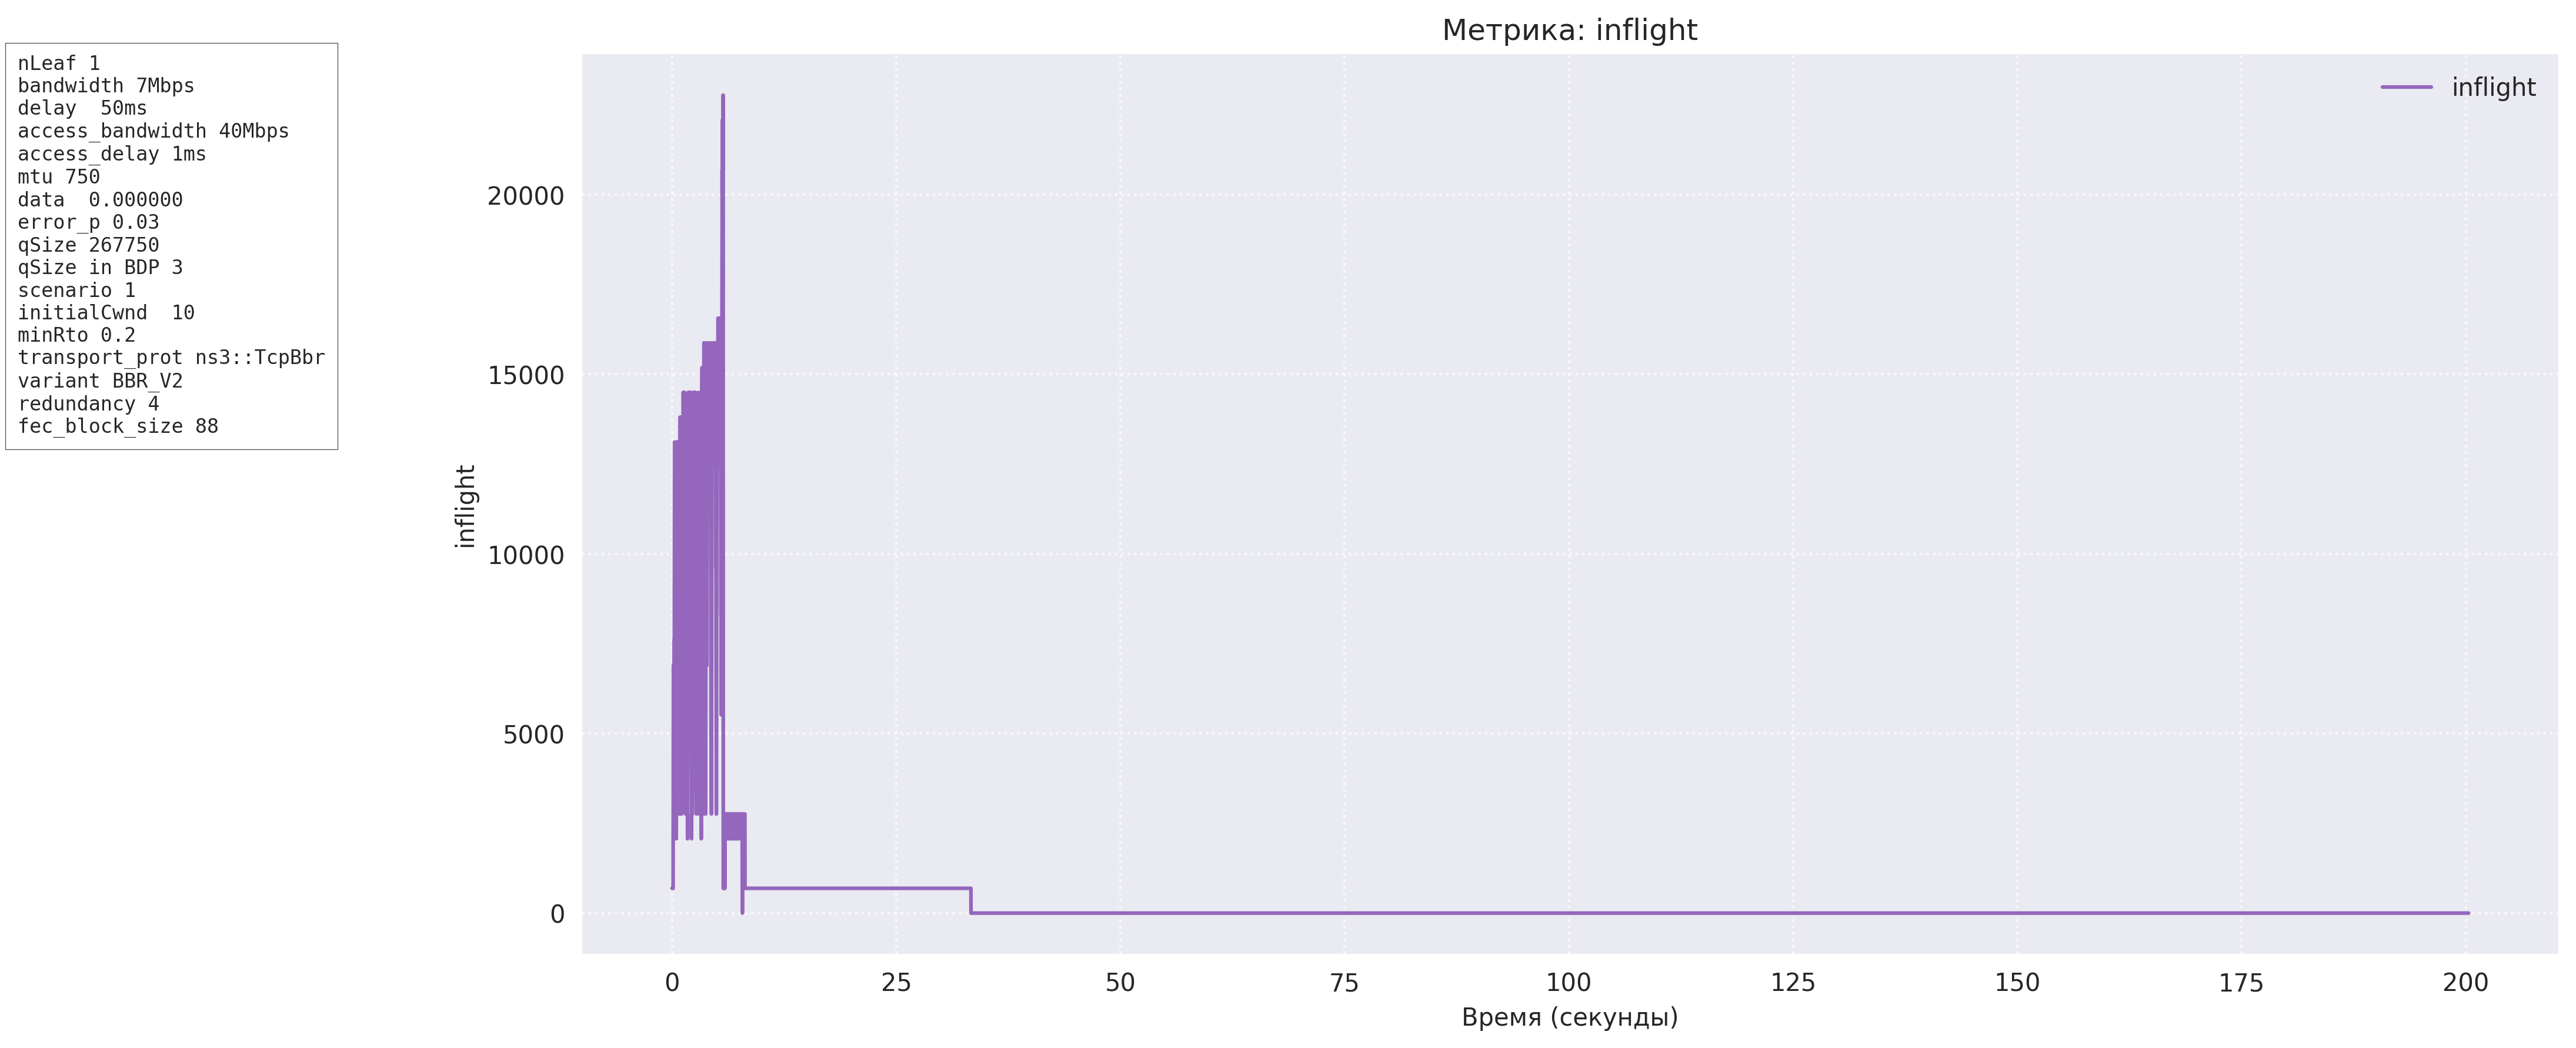 Метрика: inflight
nLeaf 1
bandwidth 7Mbps
delay  50ms
access_bandwidth 40Mbps
access_delay 1ms
mtu 750
data  0.000000
error_p 0.03
qSize 267750
qSize in BDP 3
scenario 1
initialCwnd  10
minRto 0.2
transport_prot ns3::TcpBbr
variant BBR_V2
redundancy 4
fec_block_size 88
inflight
inflight
20000
15000
10000
5000
0
0 25 50 75 100 125 150 175 200
Время (секунды)